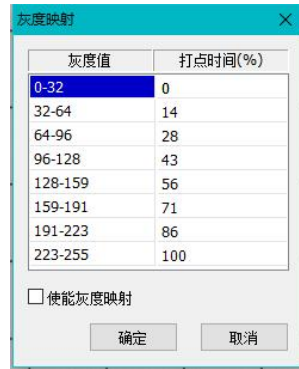 灰度映射
灰度值 打点时间(%)
0-32 0
32-64 14
64-96 28
96-128 43
128-159 56
159-191 71
191-223 86
223-255 100
使能灰度映射
确定 取消